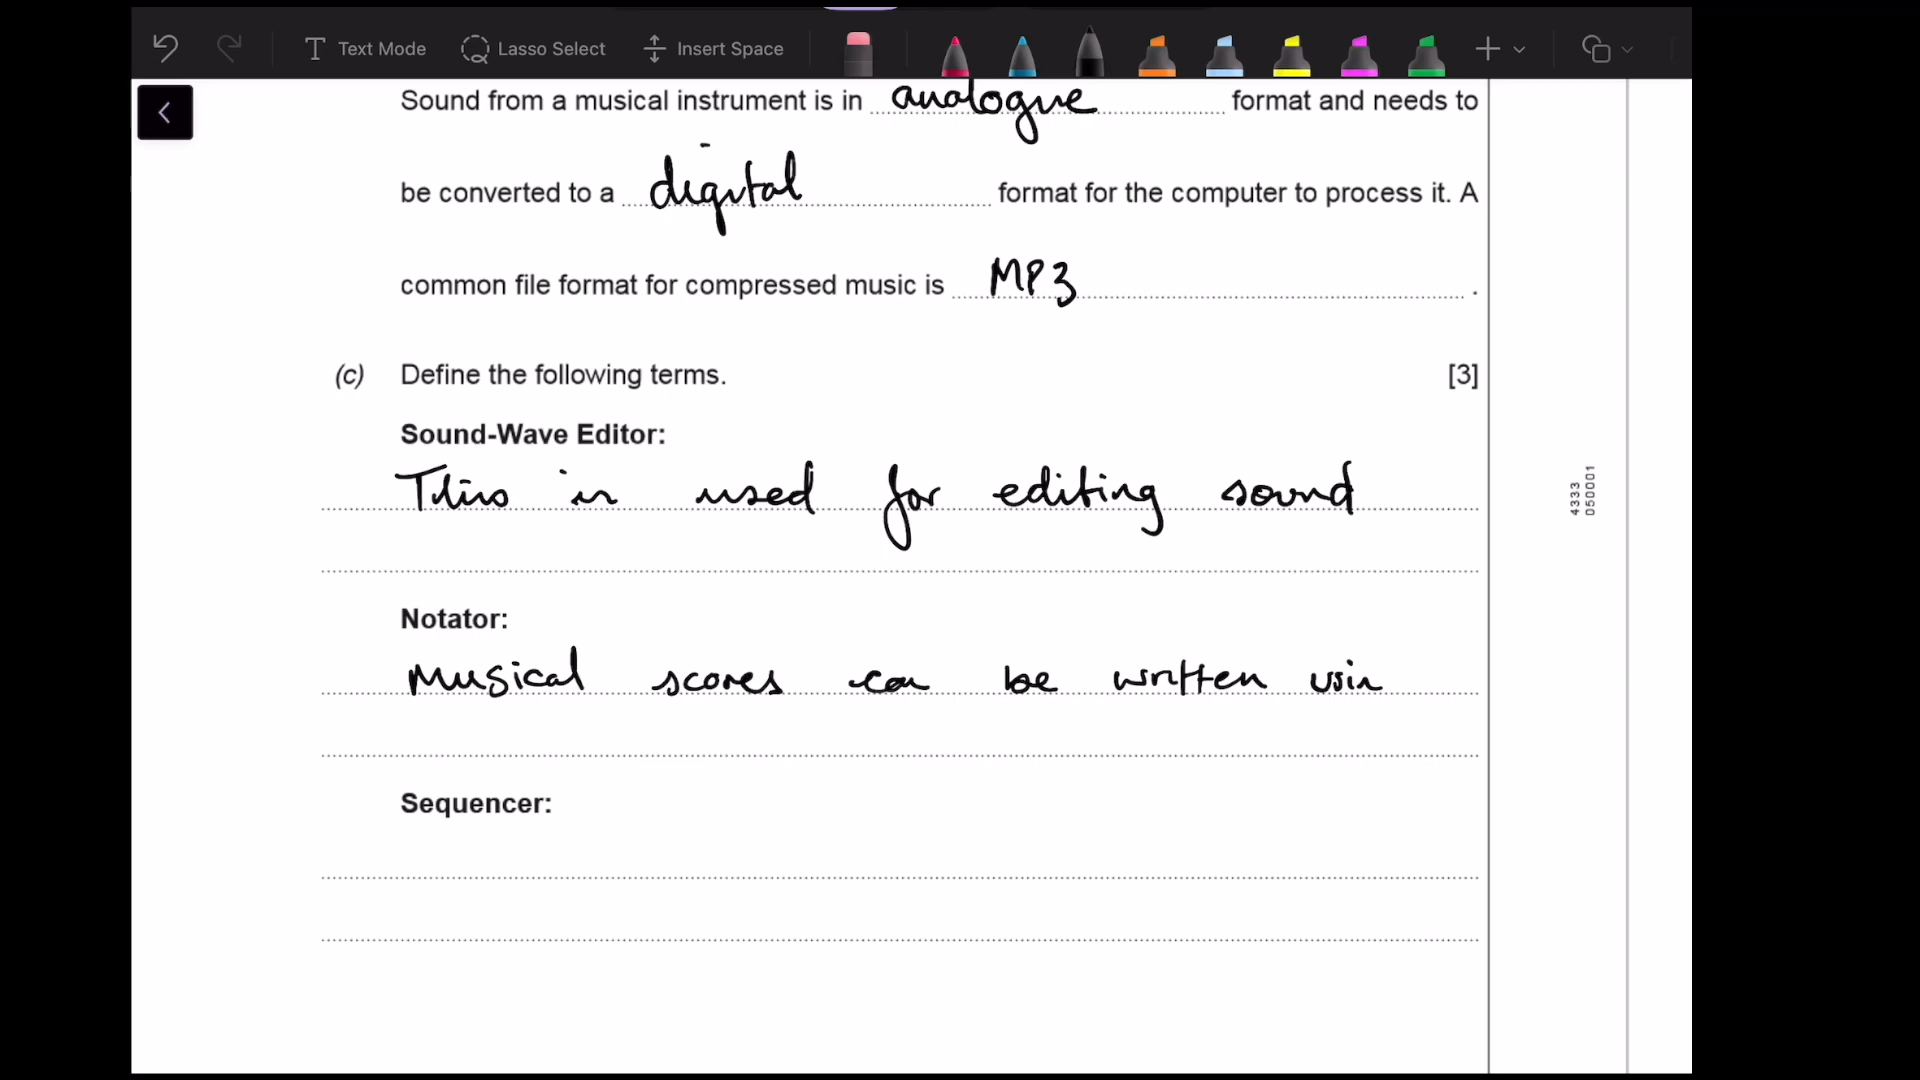 Text Mode Lasso Select Insert Space
Sound from a musical instrument is in analogue format and needs to
be converted to a digital format for the computer to process it. A
common file format for compressed music is MP3 .
(c) Define the following terms. [3]
Sound-Wave Editor:
This is used for editing sound
4333
050001
Notator:
Musical scores can be written usin
Sequencer: